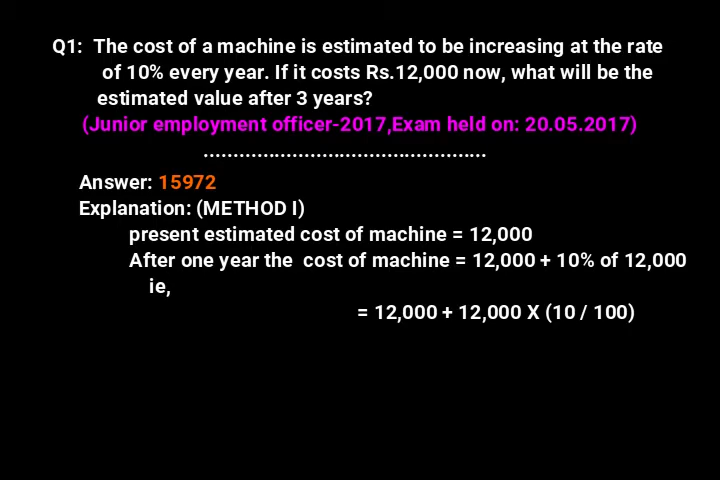 Q1: The cost of a machine is estimated to be increasing at the rate
of 10% every year. If it costs Rs.12,000 now, what will be the
estimated value after 3 years?
(Junior employment officer-2017,Exam held on: 20.05.2017)
................................................
Answer: 15972
Explanation: (METHOD I)
present estimated cost of machine = 12,000
After one year the cost of machine = 12,000 + 10% of 12,000
ie,
= 12,000 + 12,000 X (10 / 100)